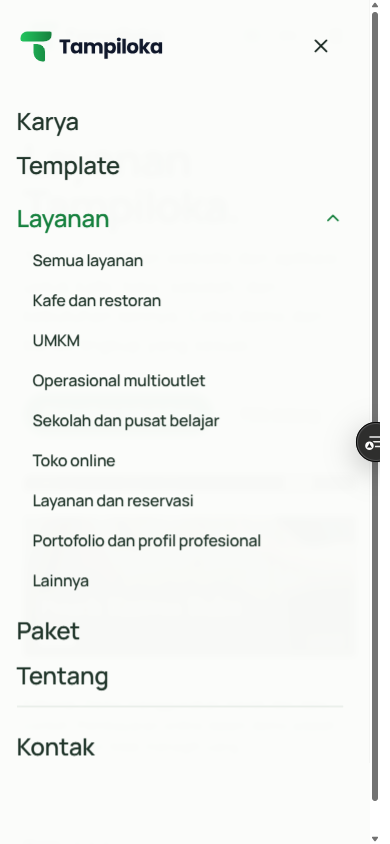 Tampiloka
Karya
Template
Layanan
Semua layanan
Kafe dan restoran
UMKM
Operasional multioutlet
Sekolah dan pusat belajar
Toko online
Layanan dan reservasi
Portofolio dan profil profesional
Lainnya
Paket
Tentang
Kontak